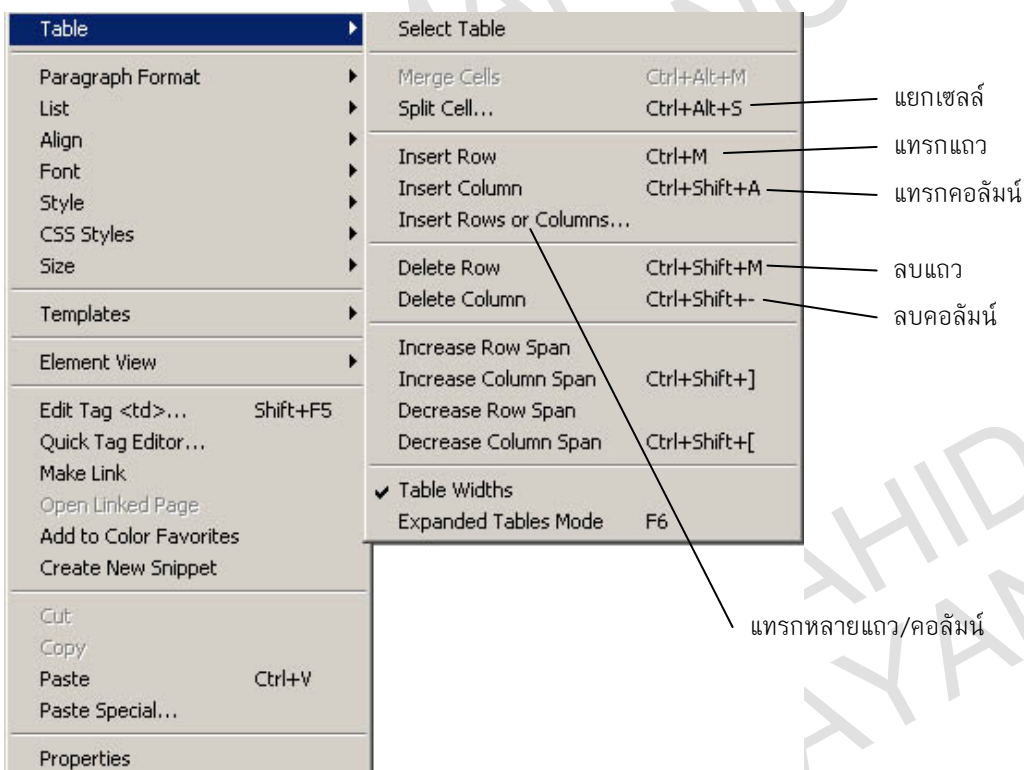 Table
Paragraph Format
List
Align
Font
Style
CSS Styles
Size
Templates
Element View
Edit Tag <td>... Shift+F5
Quick Tag Editor...
Make Link
Open Linked Page
Add to Color Favorites
Create New Snippet
Cut
Copy
Paste Ctrl+V
Paste Special...
Properties
Select Table
Merge Cells Ctrl+Alt+M
Split Cell... Ctrl+Alt+S
Insert Row Ctrl+M
Insert Column Ctrl+Shift+A
Insert Rows or Columns...
Delete Row Ctrl+Shift+M
Delete Column Ctrl+Shift+-
Increase Row Span
Increase Column Span Ctrl+Shift+]
Decrease Row Span
Decrease Column Span Ctrl+Shift+[
Table Widths
Expanded Tables Mode F6
แยกเซลล์
แทรกแถว
แทรกคอลัมน์
ลบแถว
ลบคอลัมน์
แทรกหลายแถว/คอลัมน์